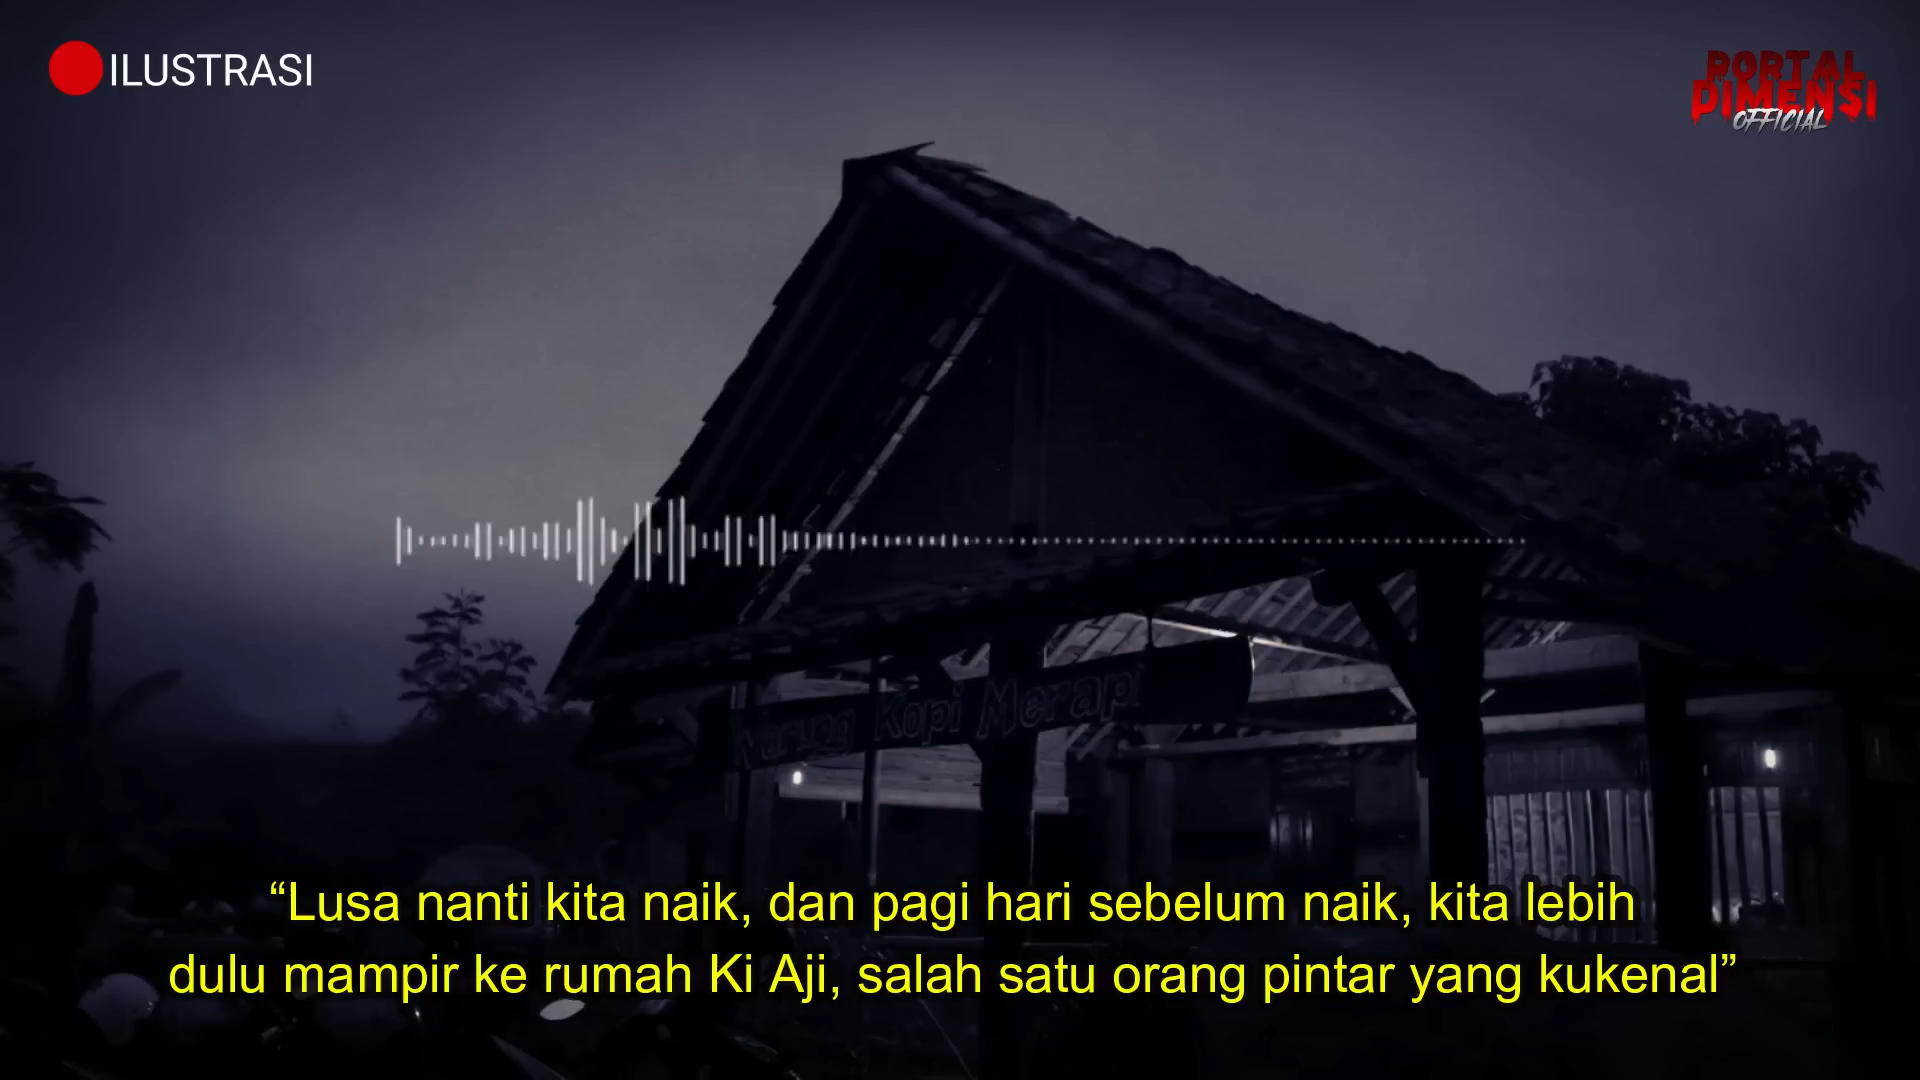 ILUSTRASI
PORTAL
DIMENSI
OFFICIAL
Warung Kopi Merapi
“Lusa nanti kita naik, dan pagi hari sebelum naik, kita lebih
dulu mampir ke rumah Ki Aji, salah satu orang pintar yang kukenal”